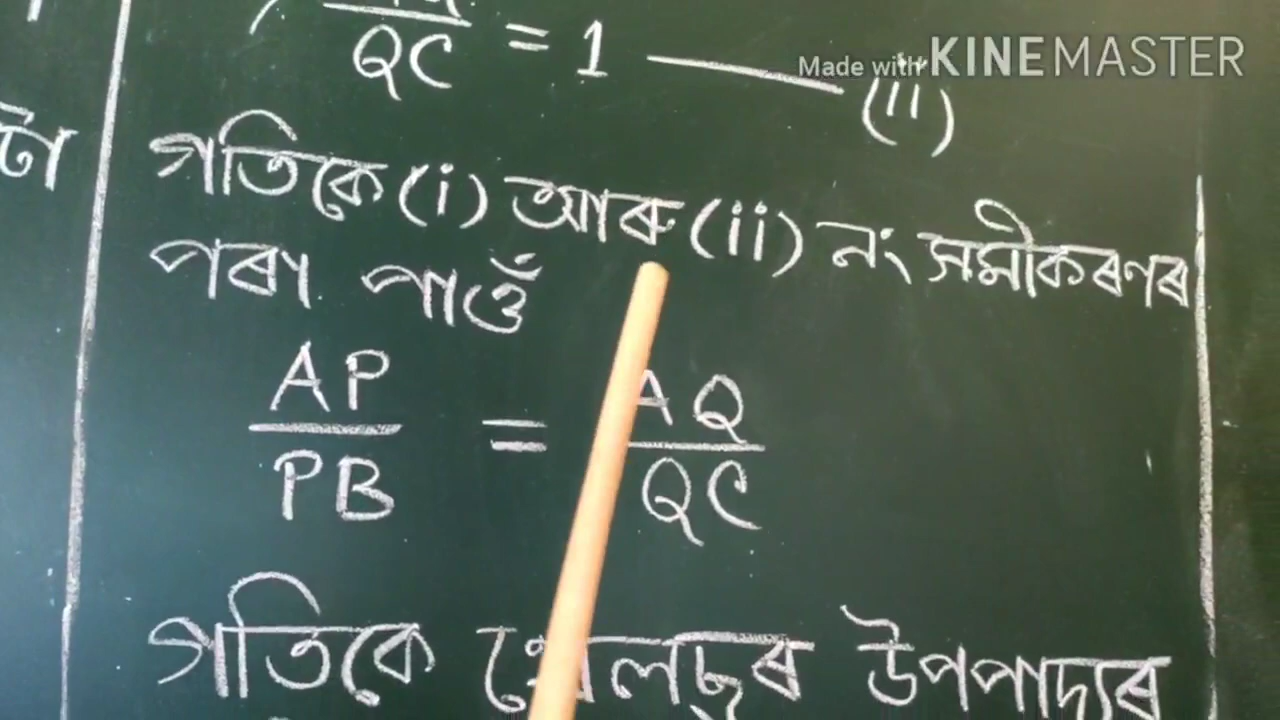 QC = 1 —— (ii)
Made with KINEMASTER
টা
গতিকে (i) আৰু (ii) নং সমীকৰণৰ
পৰা পাওঁ
AP / PB = AQ / QC
গতিকে থেলচৰ উপপাদ্যৰ